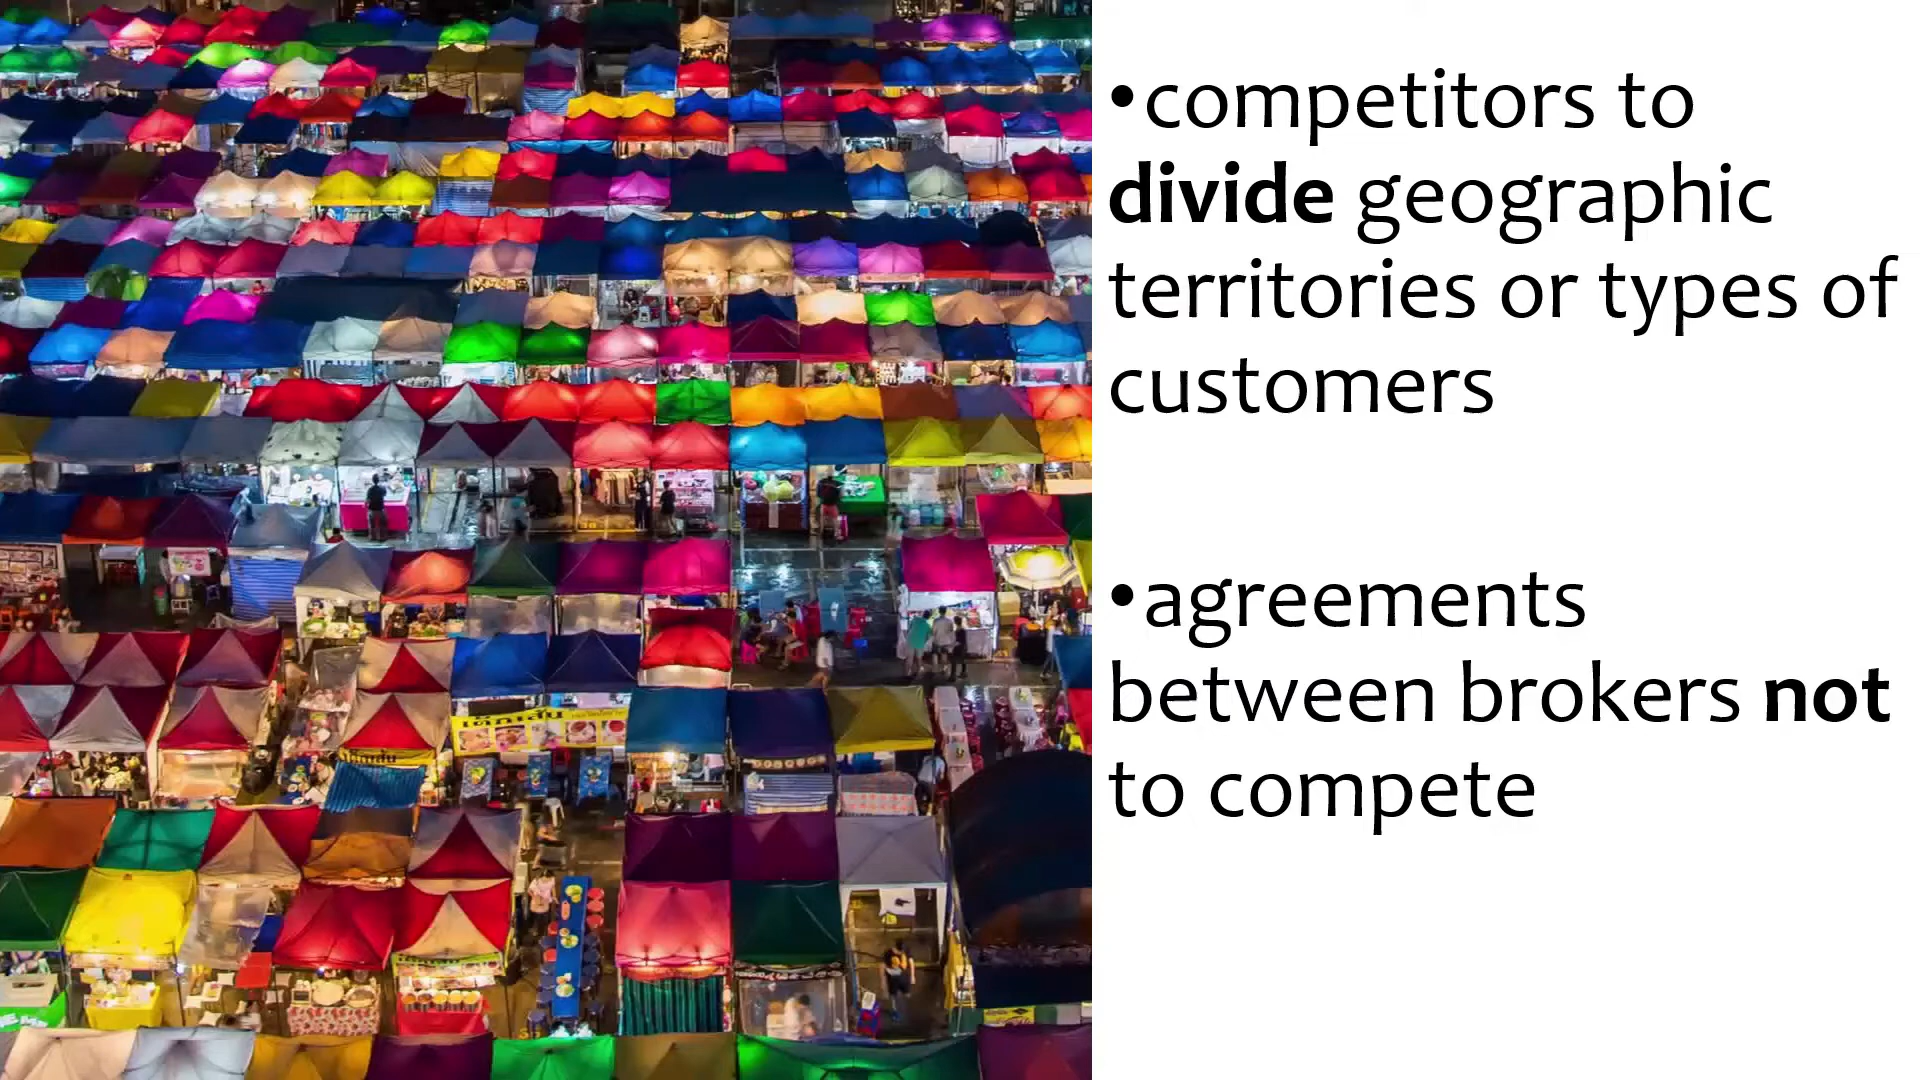 •competitors to
divide geographic
territories or types of
customers
•agreements
between brokers not
to compete